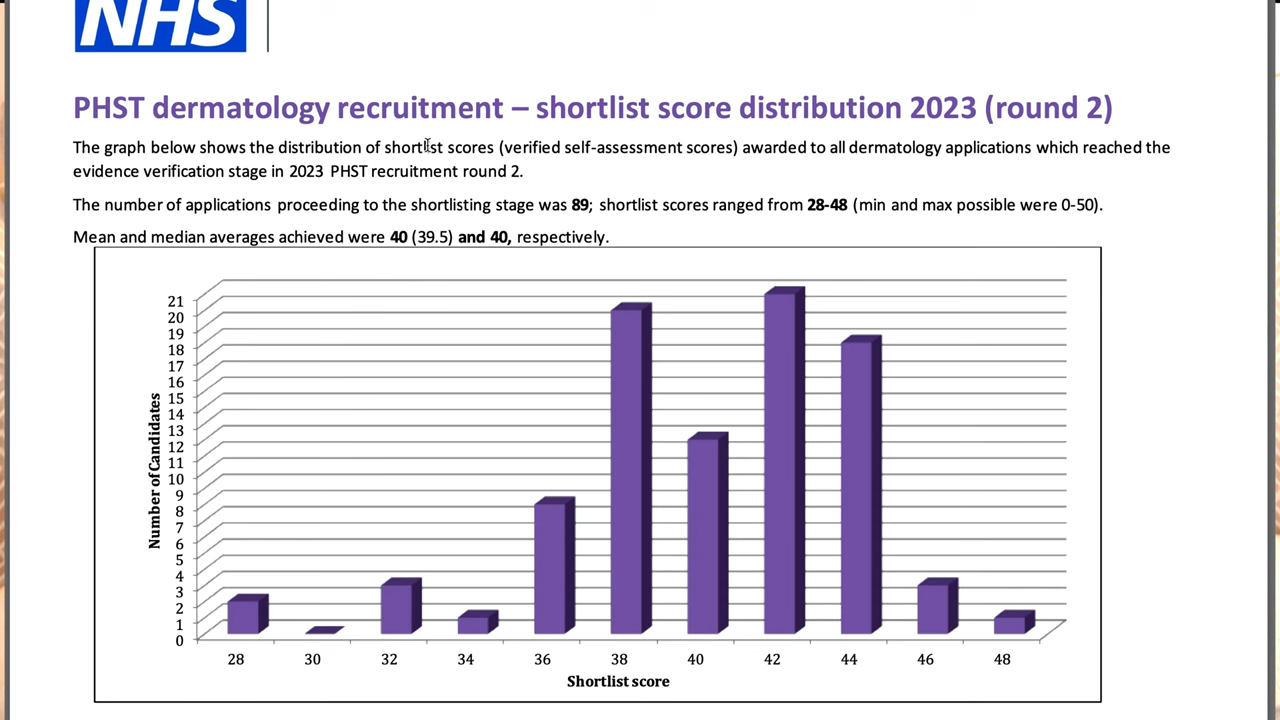 NHS
PHST dermatology recruitment – shortlist score distribution 2023 (round 2)
The graph below shows the distribution of shortlist scores (verified self-assessment scores) awarded to all dermatology applications which reached the
evidence verification stage in 2023 PHST recruitment round 2.
The number of applications proceeding to the shortlisting stage was 89; shortlist scores ranged from 28-48 (min and max possible were 0-50).
Mean and median averages achieved were 40 (39.5) and 40, respectively.
Number of Candidates
21
20
19
18
17
16
15
14
13
12
11
10
9
8
7
6
5
4
3
2
1
0
28 30 32 34 36 38 40 42 44 46 48
Shortlist score